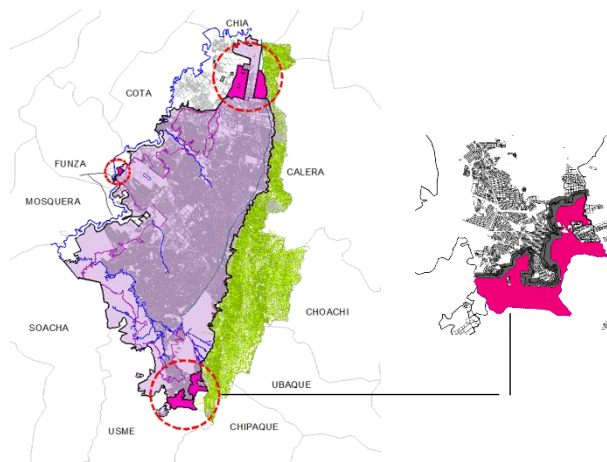 CHIA
COTA
FUNZA
CALERA
MOSQUERA
CHOACHI
SOACHA
UBAQUE
USME
CHIPAQUE